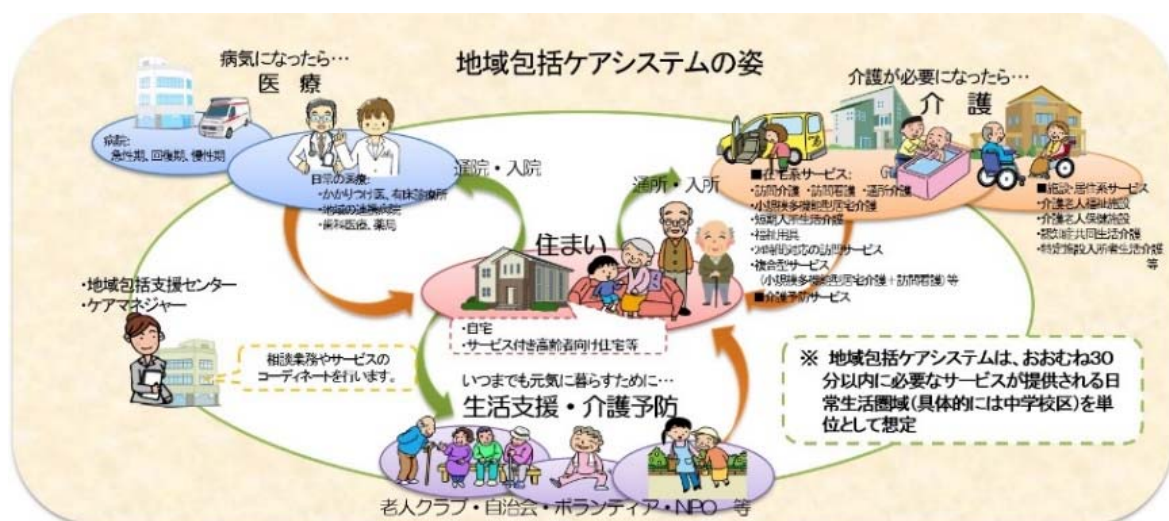 地域包括ケアシステムの姿
病気になったら…
医 療
病院:
急性期、回復期、慢性期
日常の医療:
・かかりつけ医、有床診療所
・地域の連携病院
・歯科医療、薬局
通院・入院
通所・入所
介護が必要になったら…
介 護
■在宅系サービス:
・訪問介護 ・訪問看護 ・通所介護
・小規模多機能型居宅介護
・短期入所生活介護
・福祉用具
・24時間対応の訪問サービス
・複合型サービス
(小規模多機能型居宅介護+訪問看護)等
■介護予防サービス
■施設・居住系サービス
・介護老人福祉施設
・介護老人保健施設
・認知症共同生活介護
・特定施設入所者生活介護
等
住まい
・自宅
・サービス付き高齢者向け住宅等
・地域包括支援センター
・ケアマネジャー
相談業務やサービスの
コーディネートを行います。
いつまでも元気に暮らすために…
生活支援・介護予防
老人クラブ・自治会・ボランティア・NPO 等
※ 地域包括ケアシステムは、おおむね30
分以内に必要なサービスが提供される日
常生活圏域(具体的には中学校区)を単
位として想定